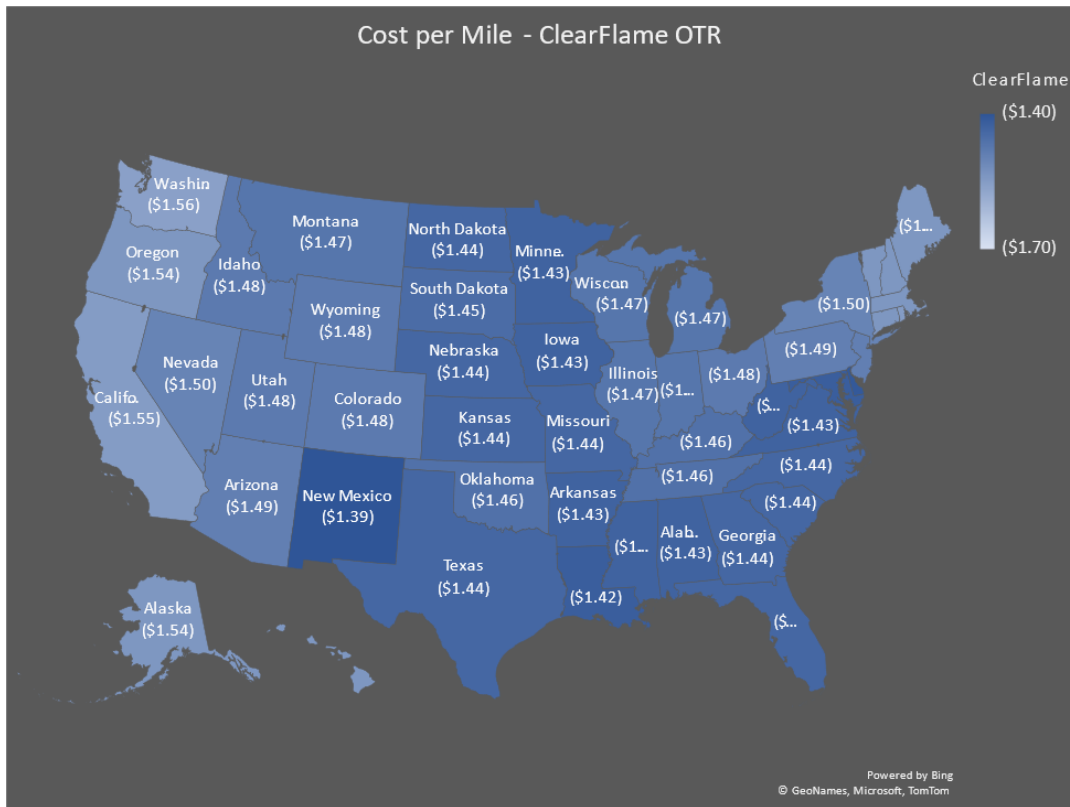 Cost per Mile - ClearFlame OTR
ClearFlame
($1.40)
($1.70)
Washin...
($1.56)
Montana
($1.47)
North Dakota
($1.44)
Minne...
($1.43)
($1...
Oregon
($1.54)
Idaho
($1.48)
South Dakota
($1.45)
Wiscon...
($1.47)
($1.47)
($1.50)
Wyoming
($1.48)
Nebraska
($1.44)
Iowa
($1.43)
($1.49)
Nevada
($1.50)
Utah
($1.48)
Colorado
($1.48)
Illinois
($1.47)
($1...
($1.48)
Califo...
($1.55)
Kansas
($1.44)
Missouri
($1.44)
($...
($1.43)
($1.46)
Arizona
($1.49)
New Mexico
($1.39)
Oklahoma
($1.46)
Arkansas
($1.43)
($1.46)
($1.44)
($1.44)
Texas
($1.44)
($1...
Alab...
($1.43)
Georgia
($1.44)
($1.42)
Alaska
($1.54)
($...
Powered by Bing
© GeoNames, Microsoft, TomTom